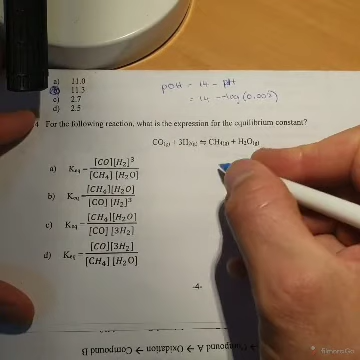 a) 11.0
b) 11.3
c) 2.7
d) 2.5
pOH = 14 - pH
= 14 - -log(0.002)
4 For the following reaction, what is the expression for the equilibrium constant?
CO(g) + 3H₂(g) ⇋ CH₄(g) + H₂O(g)
a) Keq = [CO][H₂]³ / [CH₄][H₂O]
b) Keq = [CH₄][H₂O] / [CO][H₂]³
c) Keq = [CH₄][H₂O] / [CO][3H₂]
d) Keq = [CO][3H₂] / [CH₄][H₂O]
-4-
Compound A → Oxidation → Compound B